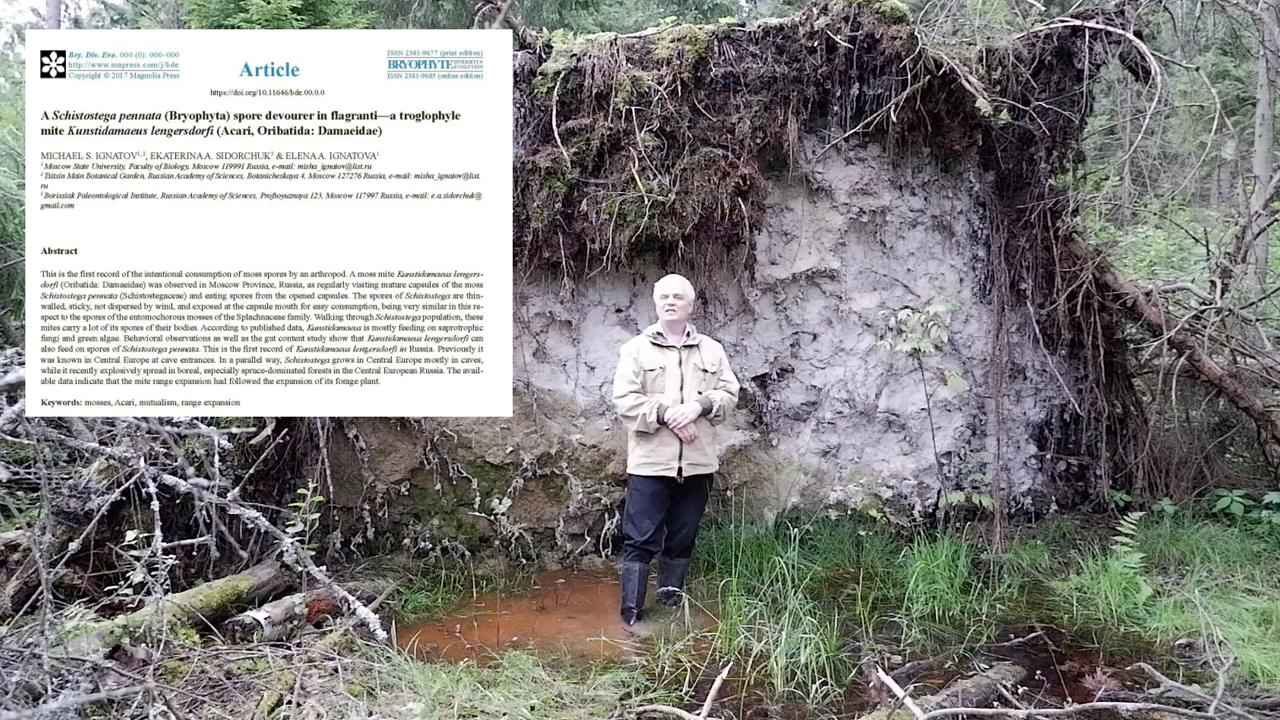 Bry. Div. Evo. 000 (0): 000–000
http://www.mapress.com/j/bde
Copyright © 2017 Magnolia Press
Article
ISSN 2381-9677 (print edition)
BRYOPHYTE DIVERSITY & EVOLUTION
ISSN 2381-9685 (online edition)
https://doi.org/10.11646/bde.00.0.0
A Schistostega pennata (Bryophyta) spore devourer in flagranti—a troglophyle
mite Kunstidamaeus lengersdorfi (Acari, Oribatida: Damaeidae)
MICHAEL S. IGNATOV1,2, EKATERINA A. SIDORCHUK3 & ELENA A. IGNATOVA1
1 Moscow State University, Faculty of Biology, Moscow 119991 Russia, e-mail: misha_ignatov@list.ru
2 Tsitsin Main Botanical Garden, Russian Academy of Sciences, Botanicheskaya 4, Moscow 127276 Russia, e-mail: misha_ignatov@list.
ru
3 Borissiak Paleontological Institute, Russian Academy of Sciences, Profsoyuznaya 123, Moscow 117997 Russia, e-mail: e.a.sidorchuk@
gmail.com
Abstract
This is the first record of the intentional consumption of moss spores by an arthropod. A moss mite Kunstidamaeus lengers-
dorfi (Oribatida: Damaeidae) was observed in Moscow Province, Russia, as regularly visiting mature capsules of the moss
Schistostega pennata (Schistostegaceae) and eating spores from the opened capsules. The spores of Schistostega are thin-
walled, sticky, not dispersed by wind, and exposed at the capsule mouth for easy consumption, being very similar in this re-
spect to the spores of the entomochorous mosses of the Splachnaceae family. Walking through Schistostega population, these
mites carry a lot of its spores of their bodies. According to published data, Kunstidamaeus is mostly feeding on saprotrophic
fungi and green algae. Behavioral observations as well as the gut content study show that Kunstidamaeus lengersdorfi can
also feed on spores of Schistostega pennata. This is the first record of Kunstidamaeus lengersdorfi in Russia. Previously it
was known in Central Europe at cave entrances. In a parallel way, Schistostega grows in Central Europe mostly in caves,
while it recently explosively spread in boreal, especially spruce-dominated forests in the Central European Russia. The avail-
able data indicate that the mite range expansion had followed the expansion of its forage plant.
Keywords: mosses, Acari, mutualism, range expansion